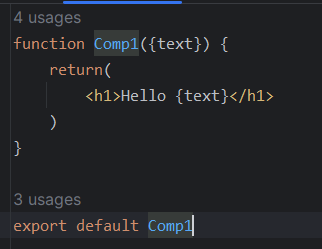 4 usages
function Comp1({text}) {
    return(
        <h1>Hello {text}</h1>
    )
}
3 usages
export default Comp1